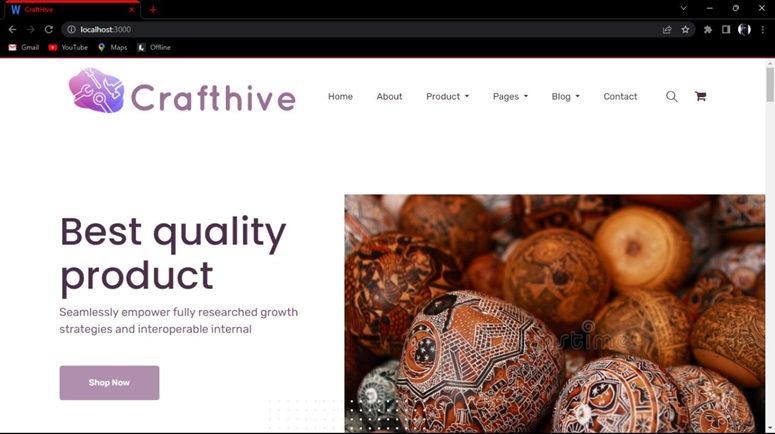 CraftHive
localhost:3000
Gmail YouTube Maps Offline
Crafthive
Home About Product Pages Blog Contact
Best quality
product
Seamlessly empower fully researched growth
strategies and interoperable internal
Shop Now